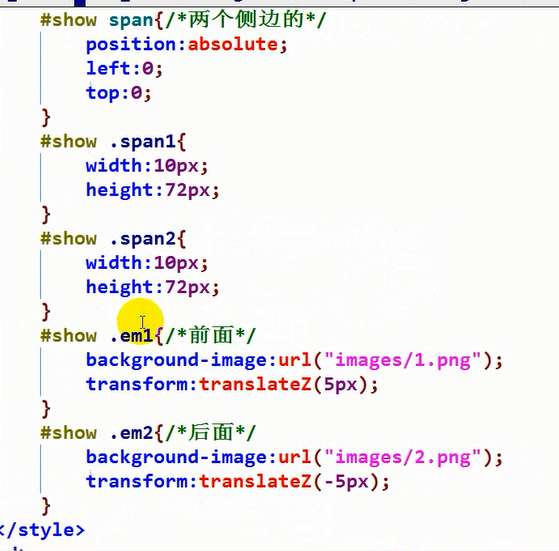 #show span{/*两个侧边的*/
position:absolute;
left:0;
top:0;
}
#show .span1{
width:10px;
height:72px;
}
#show .span2{
width:10px;
height:72px;
}
#show .em1{/*前面*/
background-image:url("images/1.png");
transform:translateZ(5px);
}
#show .em2{/*后面*/
background-image:url("images/2.png");
transform:translateZ(-5px);
}
</style>